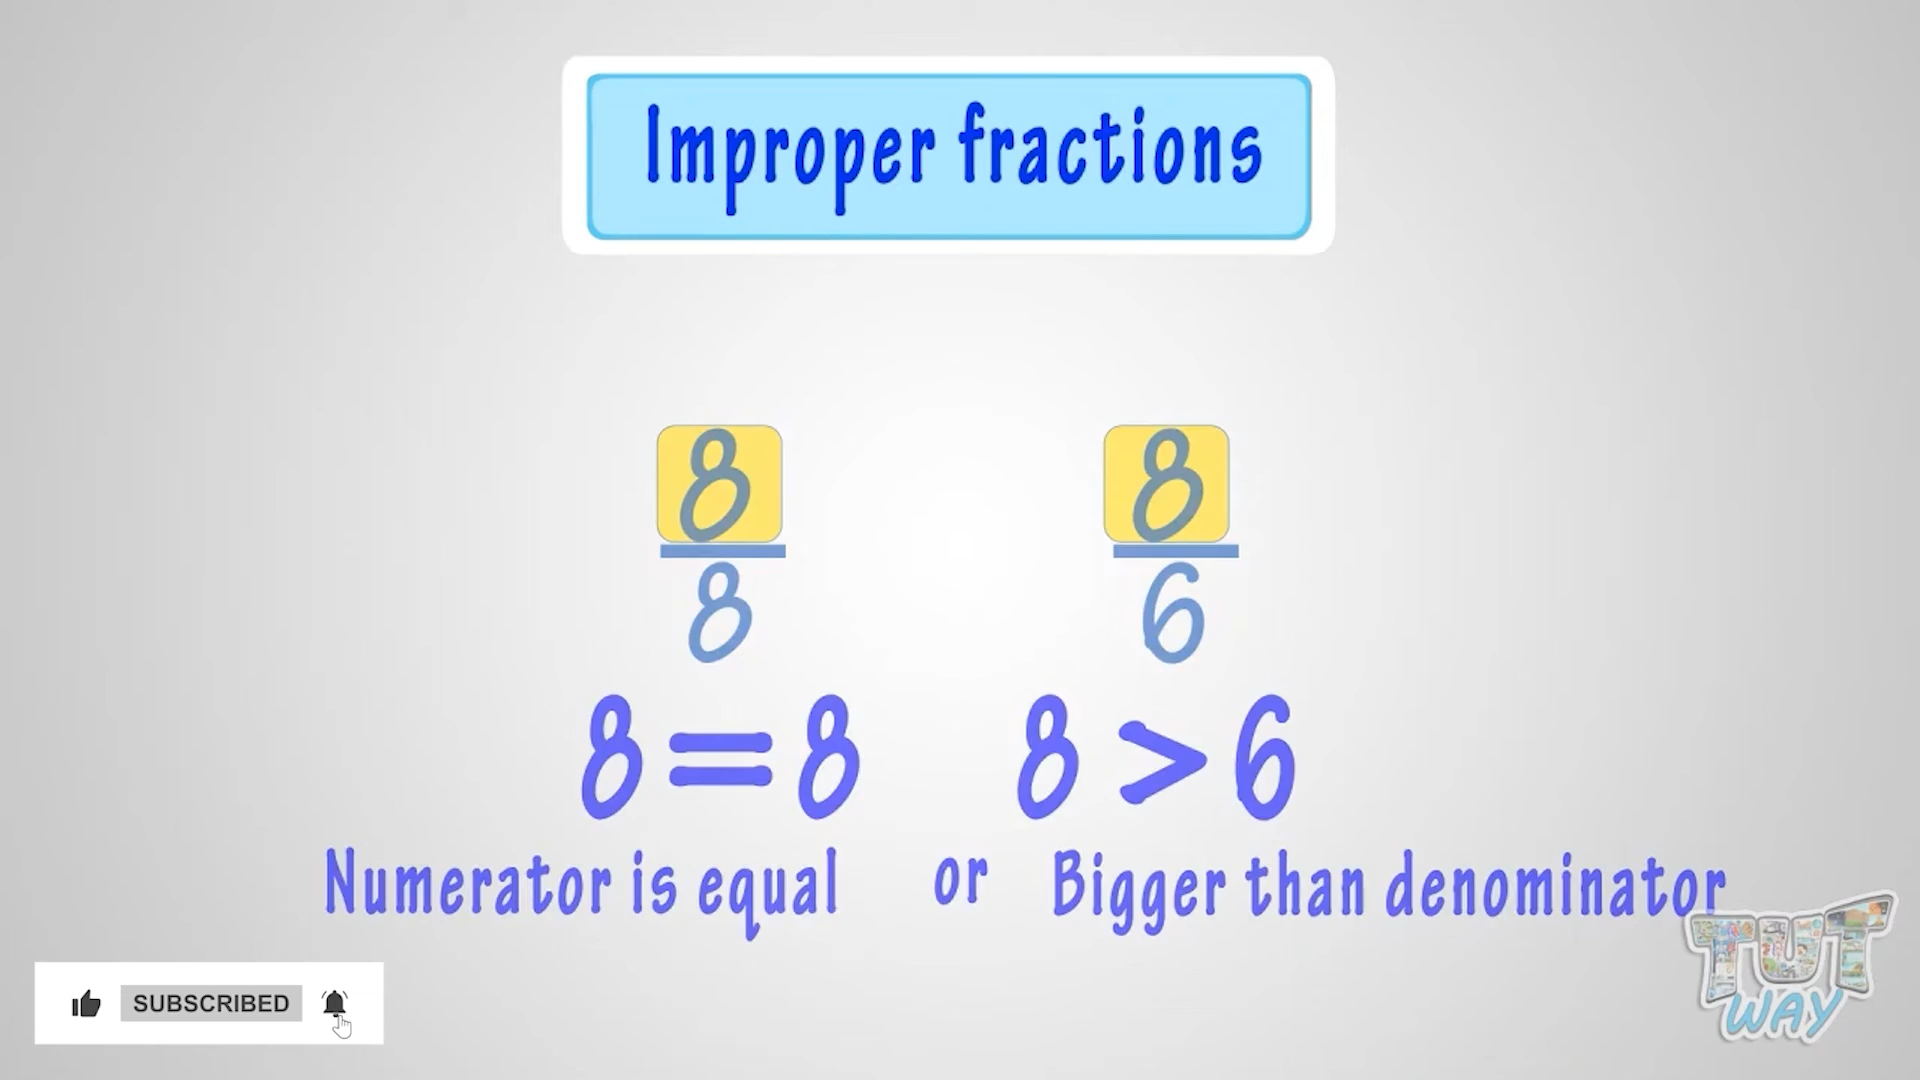 Improper fractions
8 8
8 6
8 = 8 8 > 6
Numerator is equal or Bigger than denominator
SUBSCRIBED
TUT
WAY